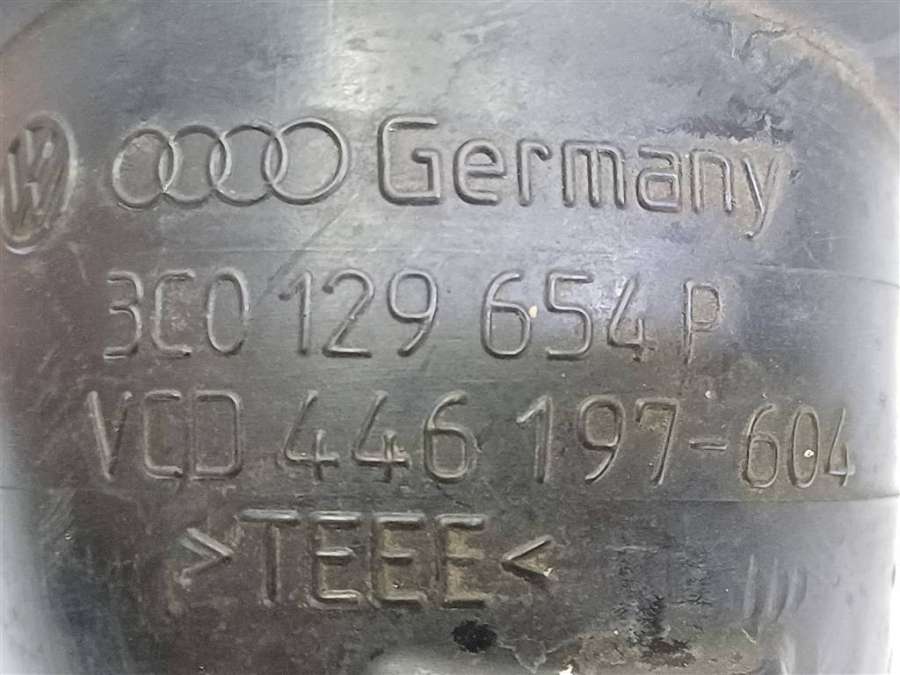 Germany
3C0 129 654 P
VCD 446 197-604
>TEEE<